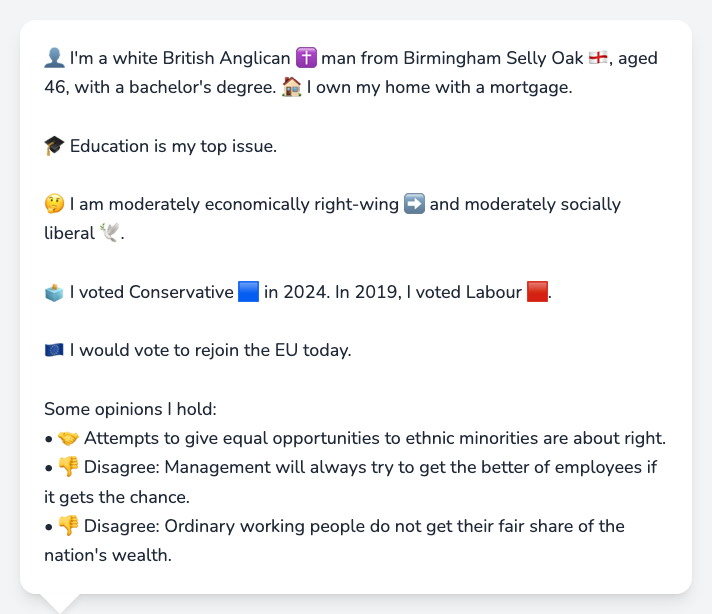 👤 I'm a white British Anglican ✝️ man from Birmingham Selly Oak 🏴󠁧󠁢󠁥󠁮󠁧󠁿, aged
46, with a bachelor's degree. 🏠 I own my home with a mortgage.
🎓 Education is my top issue.
🤔 I am moderately economically right-wing ➡️ and moderately socially
liberal 🕊️.
🗳️ I voted Conservative 🟦 in 2024. In 2019, I voted Labour 🟥.
🇪🇺 I would vote to rejoin the EU today.
Some opinions I hold:
• 🤝 Attempts to give equal opportunities to ethnic minorities are about right.
• 👎 Disagree: Management will always try to get the better of employees if
it gets the chance.
• 👎 Disagree: Ordinary working people do not get their fair share of the
nation's wealth.